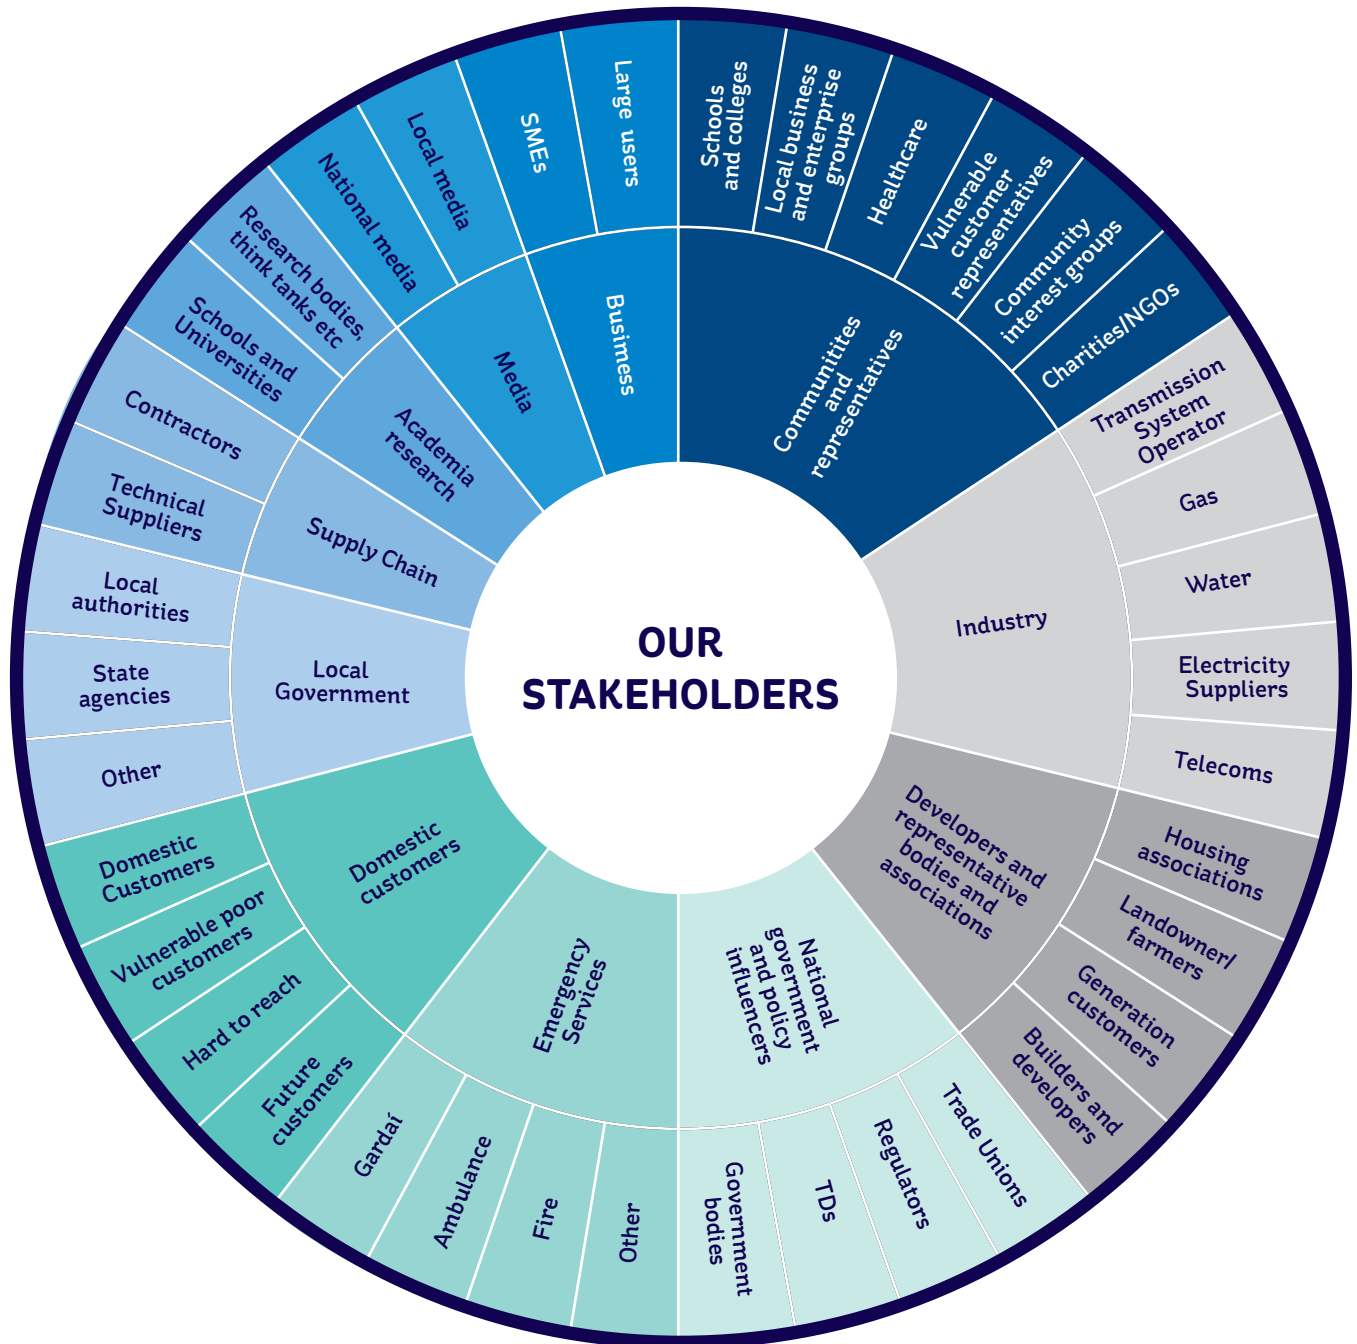 OUR
STAKEHOLDERS
Communitites
and
representatives
Schools
and colleges
Local business
and enterprise
groups
Healthcare
Vulnerable
customer
representatives
Community
interest groups
Charities/NGOs
Industry
Transmission
System
Operator
Gas
Water
Electricity
Suppliers
Telecoms
Developers and
representative
bodies and
associations
Housing
associations
Landowner/
farmers
Generation
customers
Builders and
developers
National
government
and policy
influencers
Trade Unions
Regulators
TDs
Government
bodies
Emergency
Services
Other
Fire
Ambulance
Gardaí
Domestic
customers
Future
customers
Hard to reach
Vulnerable poor
customers
Domestic
Customers
Local
Government
Other
State
agencies
Local
authorities
Supply Chain
Technical
Suppliers
Contractors
Academia
research
Schools and
Universities
Research bodies,
think tanks etc
Media
National media
Local media
Busimess
SMEs
Large users